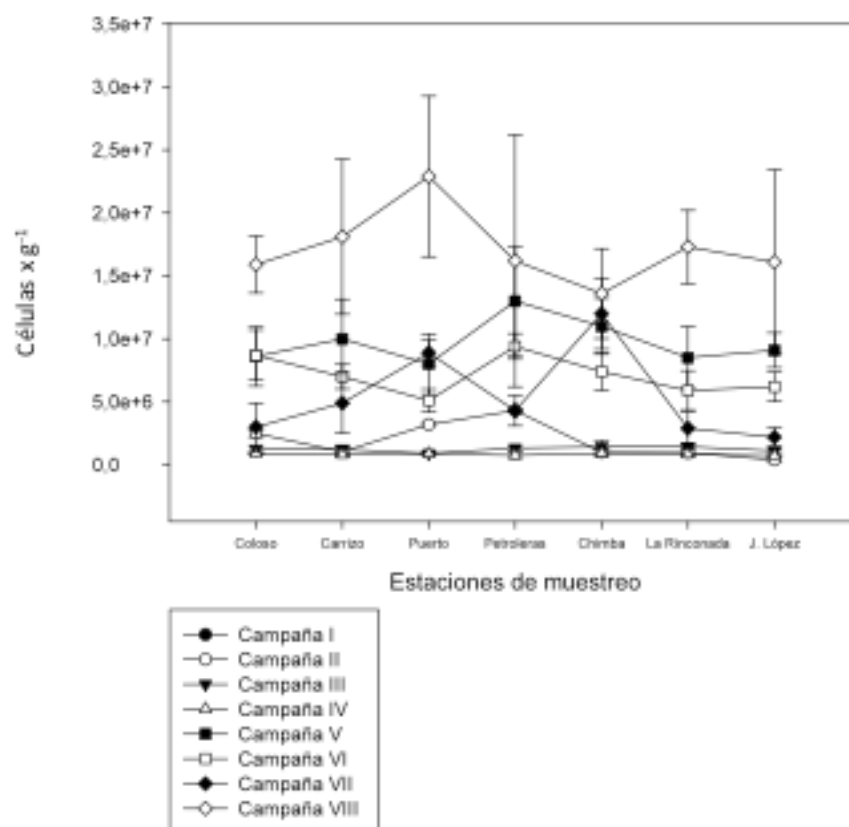 3,5e+7
3,0e+7
2,5e+7
2,0e+7
1,5e+7
1,0e+7
5,0e+6
0,0
Células x g⁻¹
Coloso Carrizo Puerto Petroleras Chimba La Rinconada J. López
Estaciones de muestreo
Campaña I
Campaña II
Campaña III
Campaña IV
Campaña V
Campaña VI
Campaña VII
Campaña VIII